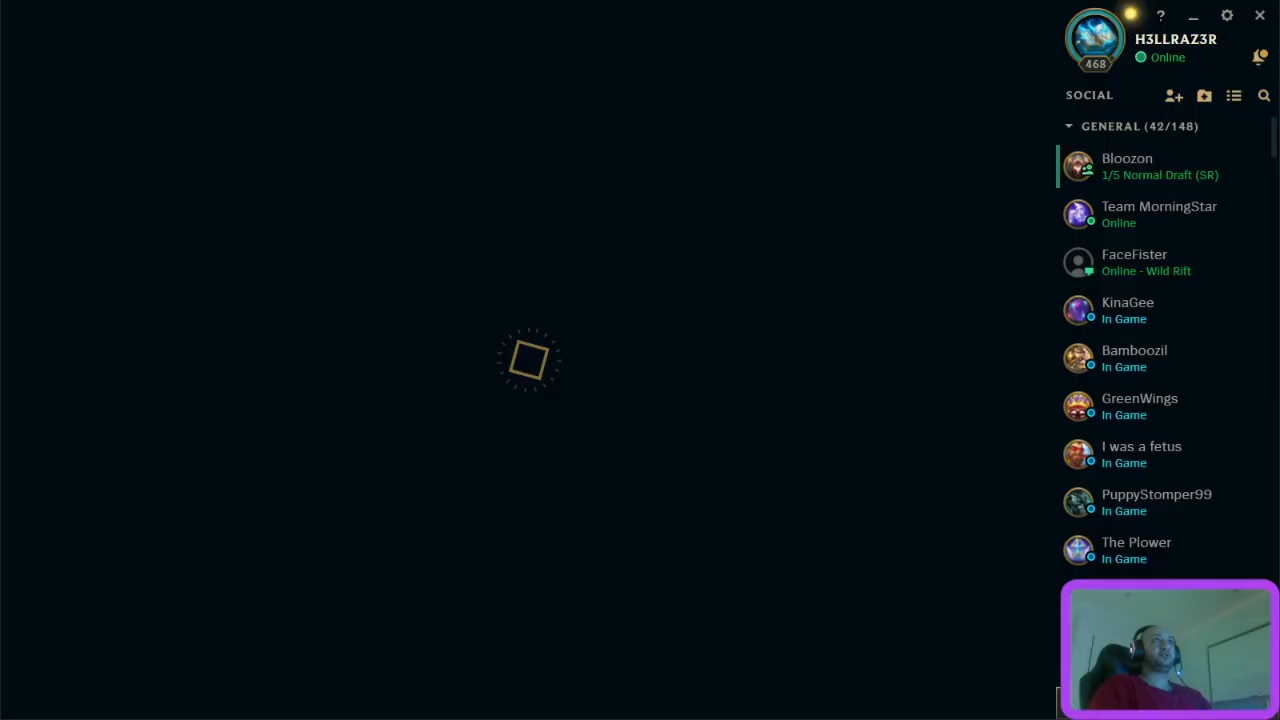 ?
H3LLRAZ3R
468
Online
SOCIAL
GENERAL (42/148)
Bloozon
1/5 Normal Draft (SR)
Team MorningStar
Online
FaceFister
Online - Wild Rift
KinaGee
In Game
Bamboozil
In Game
GreenWings
In Game
I was a fetus
In Game
PuppyStomper99
In Game
The Plower
In Game